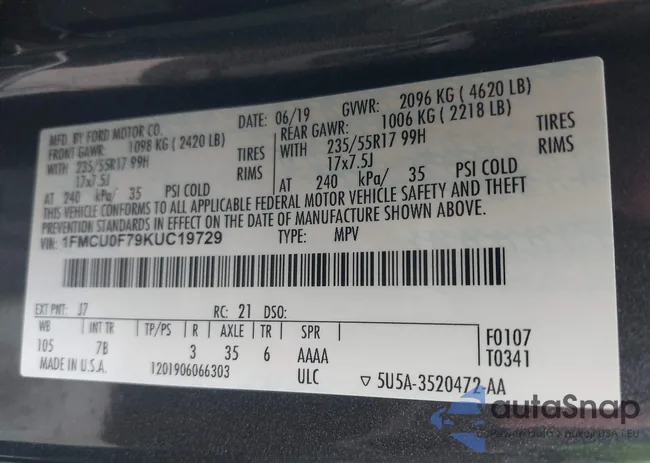 MFD. BY FORD MOTOR CO. DATE: 06/19 GVWR: 2096 KG ( 4620 LB)
FRONT GAWR: 1098 KG ( 2420 LB) REAR GAWR: 1006 KG ( 2218 LB)
WITH 235/55R17 99H TIRES WITH 235/55R17 99H TIRES
17x7.5J RIMS 17x7.5J RIMS
AT 240 kPa/ 35 PSI COLD AT 240 kPa/ 35 PSI COLD
THIS VEHICLE CONFORMS TO ALL APPLICABLE FEDERAL MOTOR VEHICLE SAFETY AND THEFT
PREVENTION STANDARDS IN EFFECT ON THE DATE OF MANUFACTURE SHOWN ABOVE.
VIN: 1FMCU0F79KUC19729 TYPE: MPV
EXT PNT: J7 RC: 21 DSO:
WB INT TR TP/PS R AXLE TR SPR
105 7B 3 35 6 AAAA
F0107
T0341
MADE IN U.S.A. 1201906066303 ULC ▽ 5U5A-3520472-AA
autaSnap